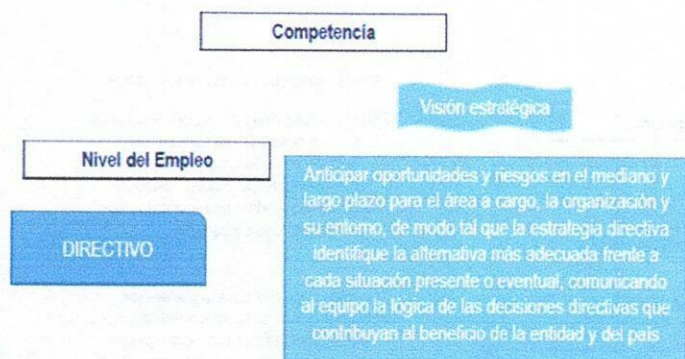 Competencia
Visión estratégica
Nivel del Empleo
DIRECTIVO
Anticipar oportunidades y riesgos en el mediano y
largo plazo para el área a cargo, la organización y
su entorno, de modo tal que la estrategia directiva
identifique la alternativa más adecuada frente a
cada situación presente o eventual, comunicando
al equipo la lógica de las decisiones directivas que
contribuyan al beneficio de la entidad y del país